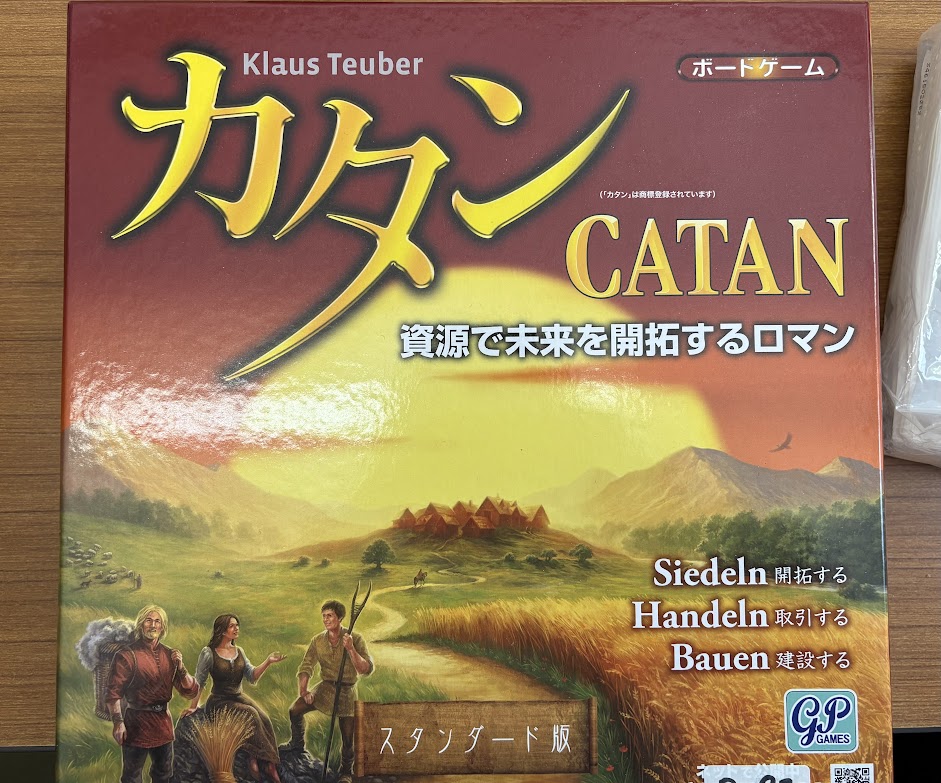 Klaus Teuber
ボードゲーム
カタン
(「カタン」は商標登録されています)
CATAN
資源で未来を開拓するロマン
Siedeln 開拓する
Handeln 取引する
Bauen 建設する
GP
GAMES
スタンダード版